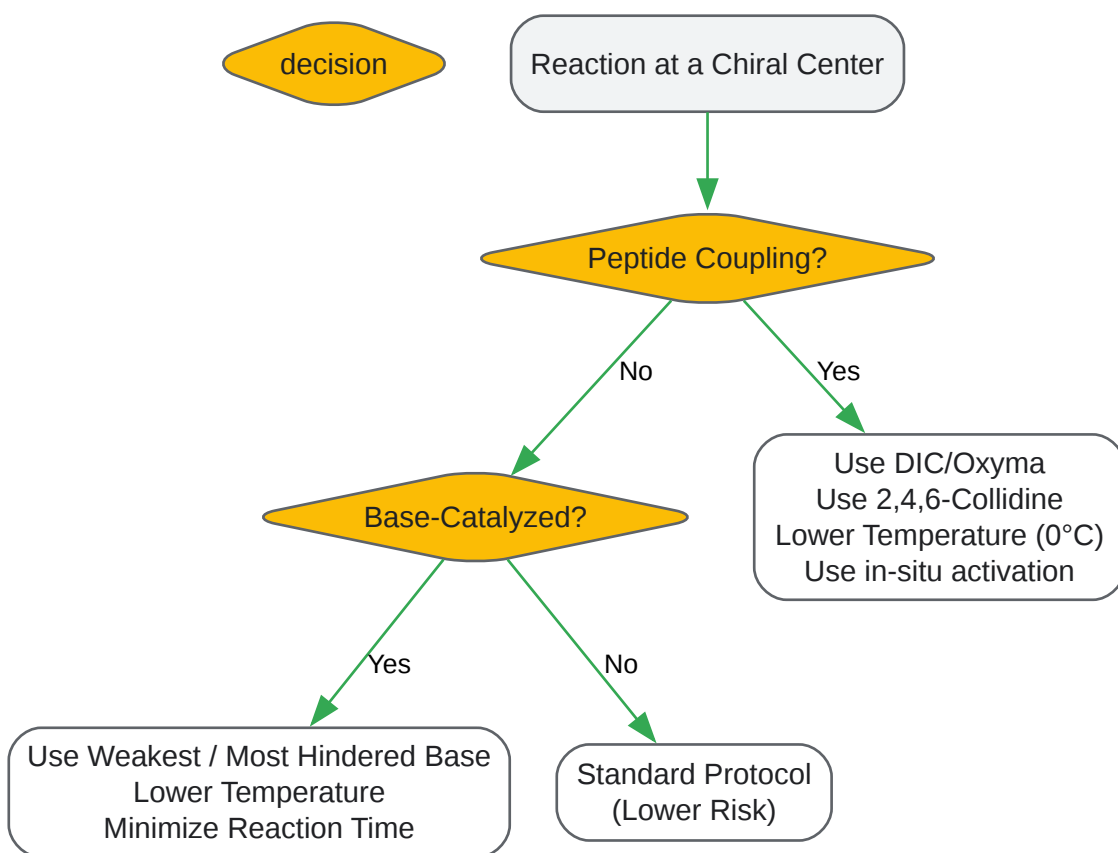 decision
Reaction at a Chiral Center
Peptide Coupling?
No
Yes
Use DIC/Oxyma
Use 2,4,6-Collidine
Lower Temperature (0°C)
Use in-situ activation
Base-Catalyzed?
Yes
No
Use Weakest / Most Hindered Base
Lower Temperature
Minimize Reaction Time
Standard Protocol
(Lower Risk)